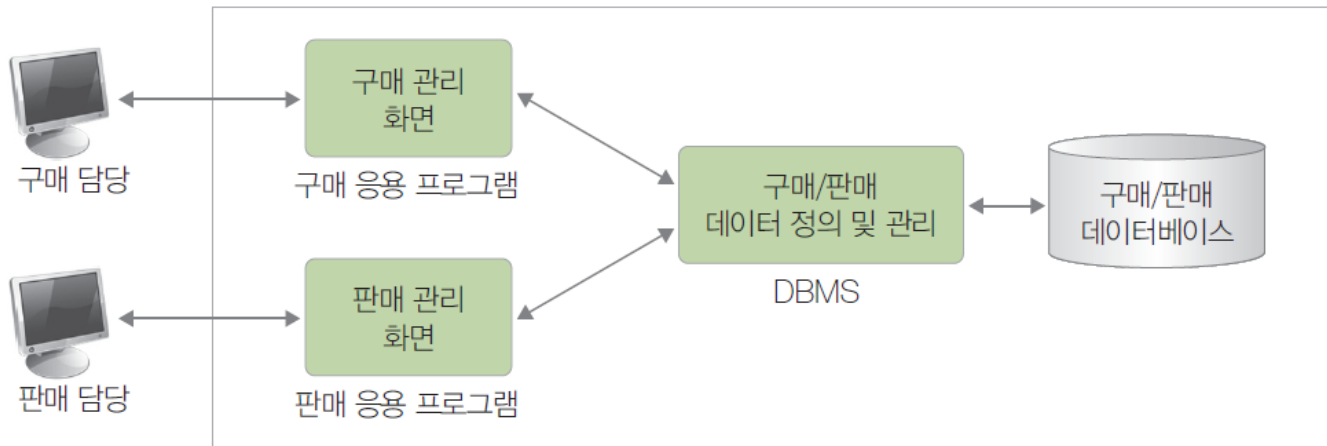 구매 담당
구매 관리
화면
구매 응용 프로그램
판매 담당
판매 관리
화면
판매 응용 프로그램
구매/판매
데이터 정의 및 관리
DBMS
구매/판매
데이터베이스